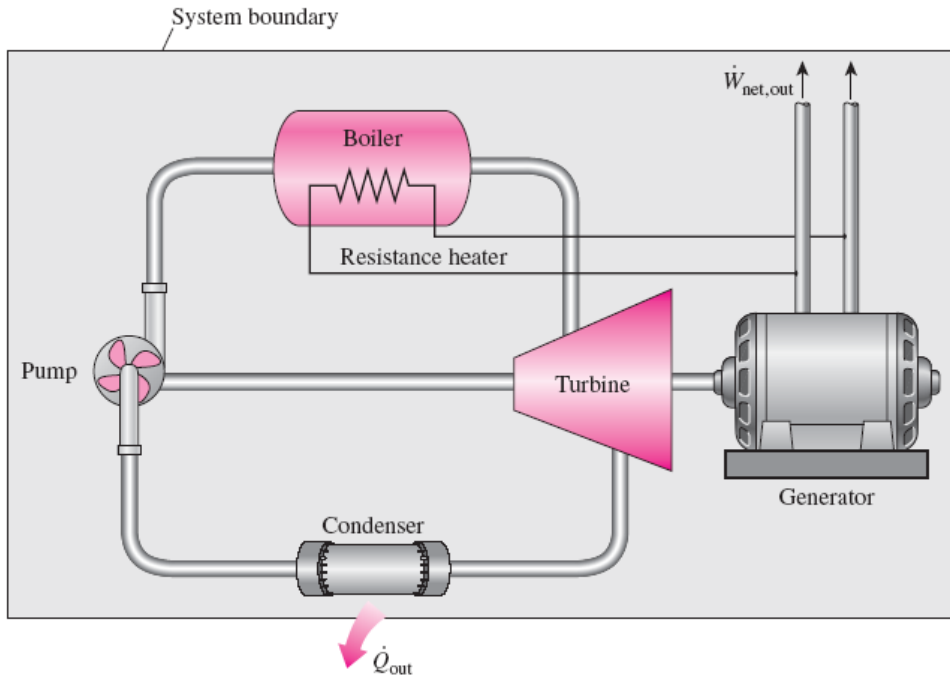 System boundary
Ẇnet,out
Boiler
Resistance heater
Pump
Turbine
Generator
Condenser
Q̇out